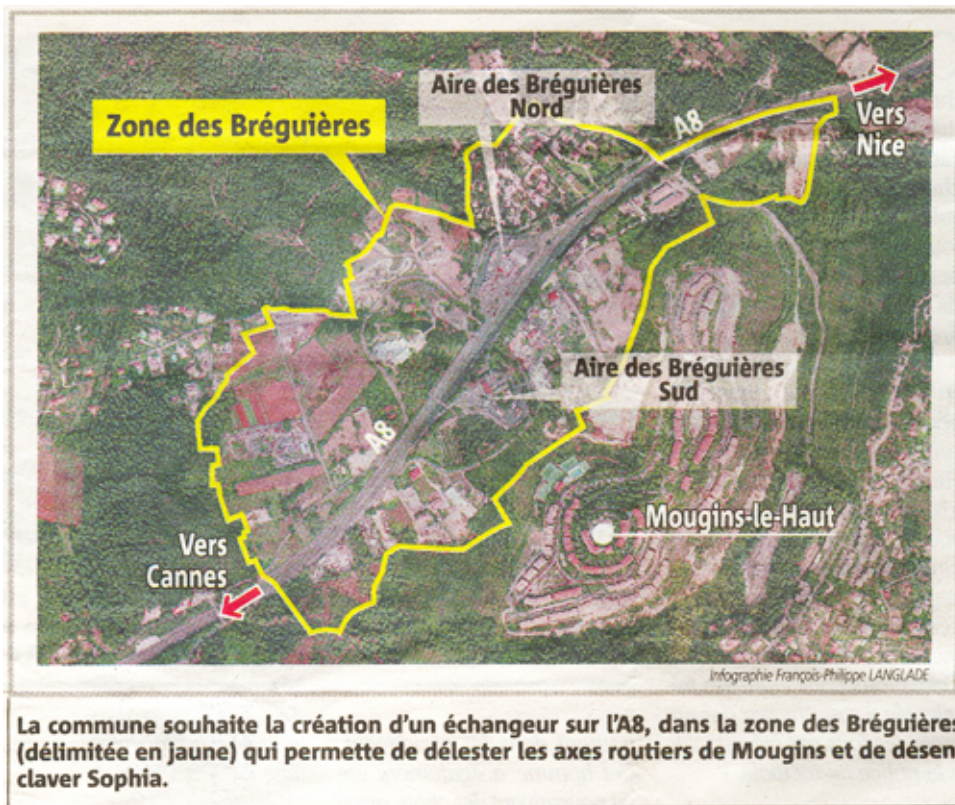 Aire des Bréguières
Nord
Zone des Bréguières
A8
Vers
Nice
Aire des Bréguières
Sud
A8
Mougins-le-Haut
Vers
Cannes
Infographie François-Philippe LANGLADE
La commune souhaite la création d'un échangeur sur l'A8, dans la zone des Bréguières
(délimitée en jaune) qui permette de délester les axes routiers de Mougins et de désen
claver Sophia.